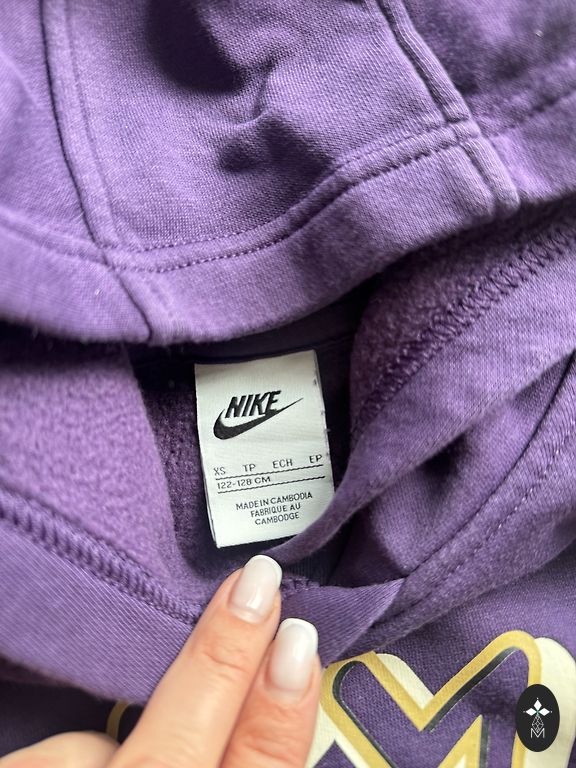 NIKE
XS TP ECH EP
122-128 CM
MADE IN CAMBODIA
FABRIQUE AU
CAMBODGE